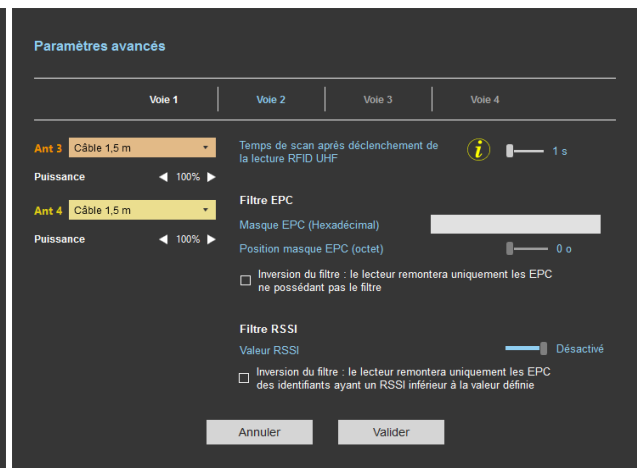 Paramètres avancés
Voie 1
Voie 2
Voie 3
Voie 4
Ant 3
Câble 1,5 m
Puissance
100%
Ant 4
Câble 1,5 m
Puissance
100%
Temps de scan après déclenchement de
la lecture RFID UHF
i
1 s
Filtre EPC
Masque EPC (Hexadécimal)
Position masque EPC (octet)
0 o
Inversion du filtre : le lecteur remontera uniquement les EPC
ne possédant pas le filtre
Filtre RSSI
Valeur RSSI
Désactivé
Inversion du filtre : le lecteur remontera uniquement les EPC
des identifiants ayant un RSSI inférieur à la valeur définie
Annuler
Valider